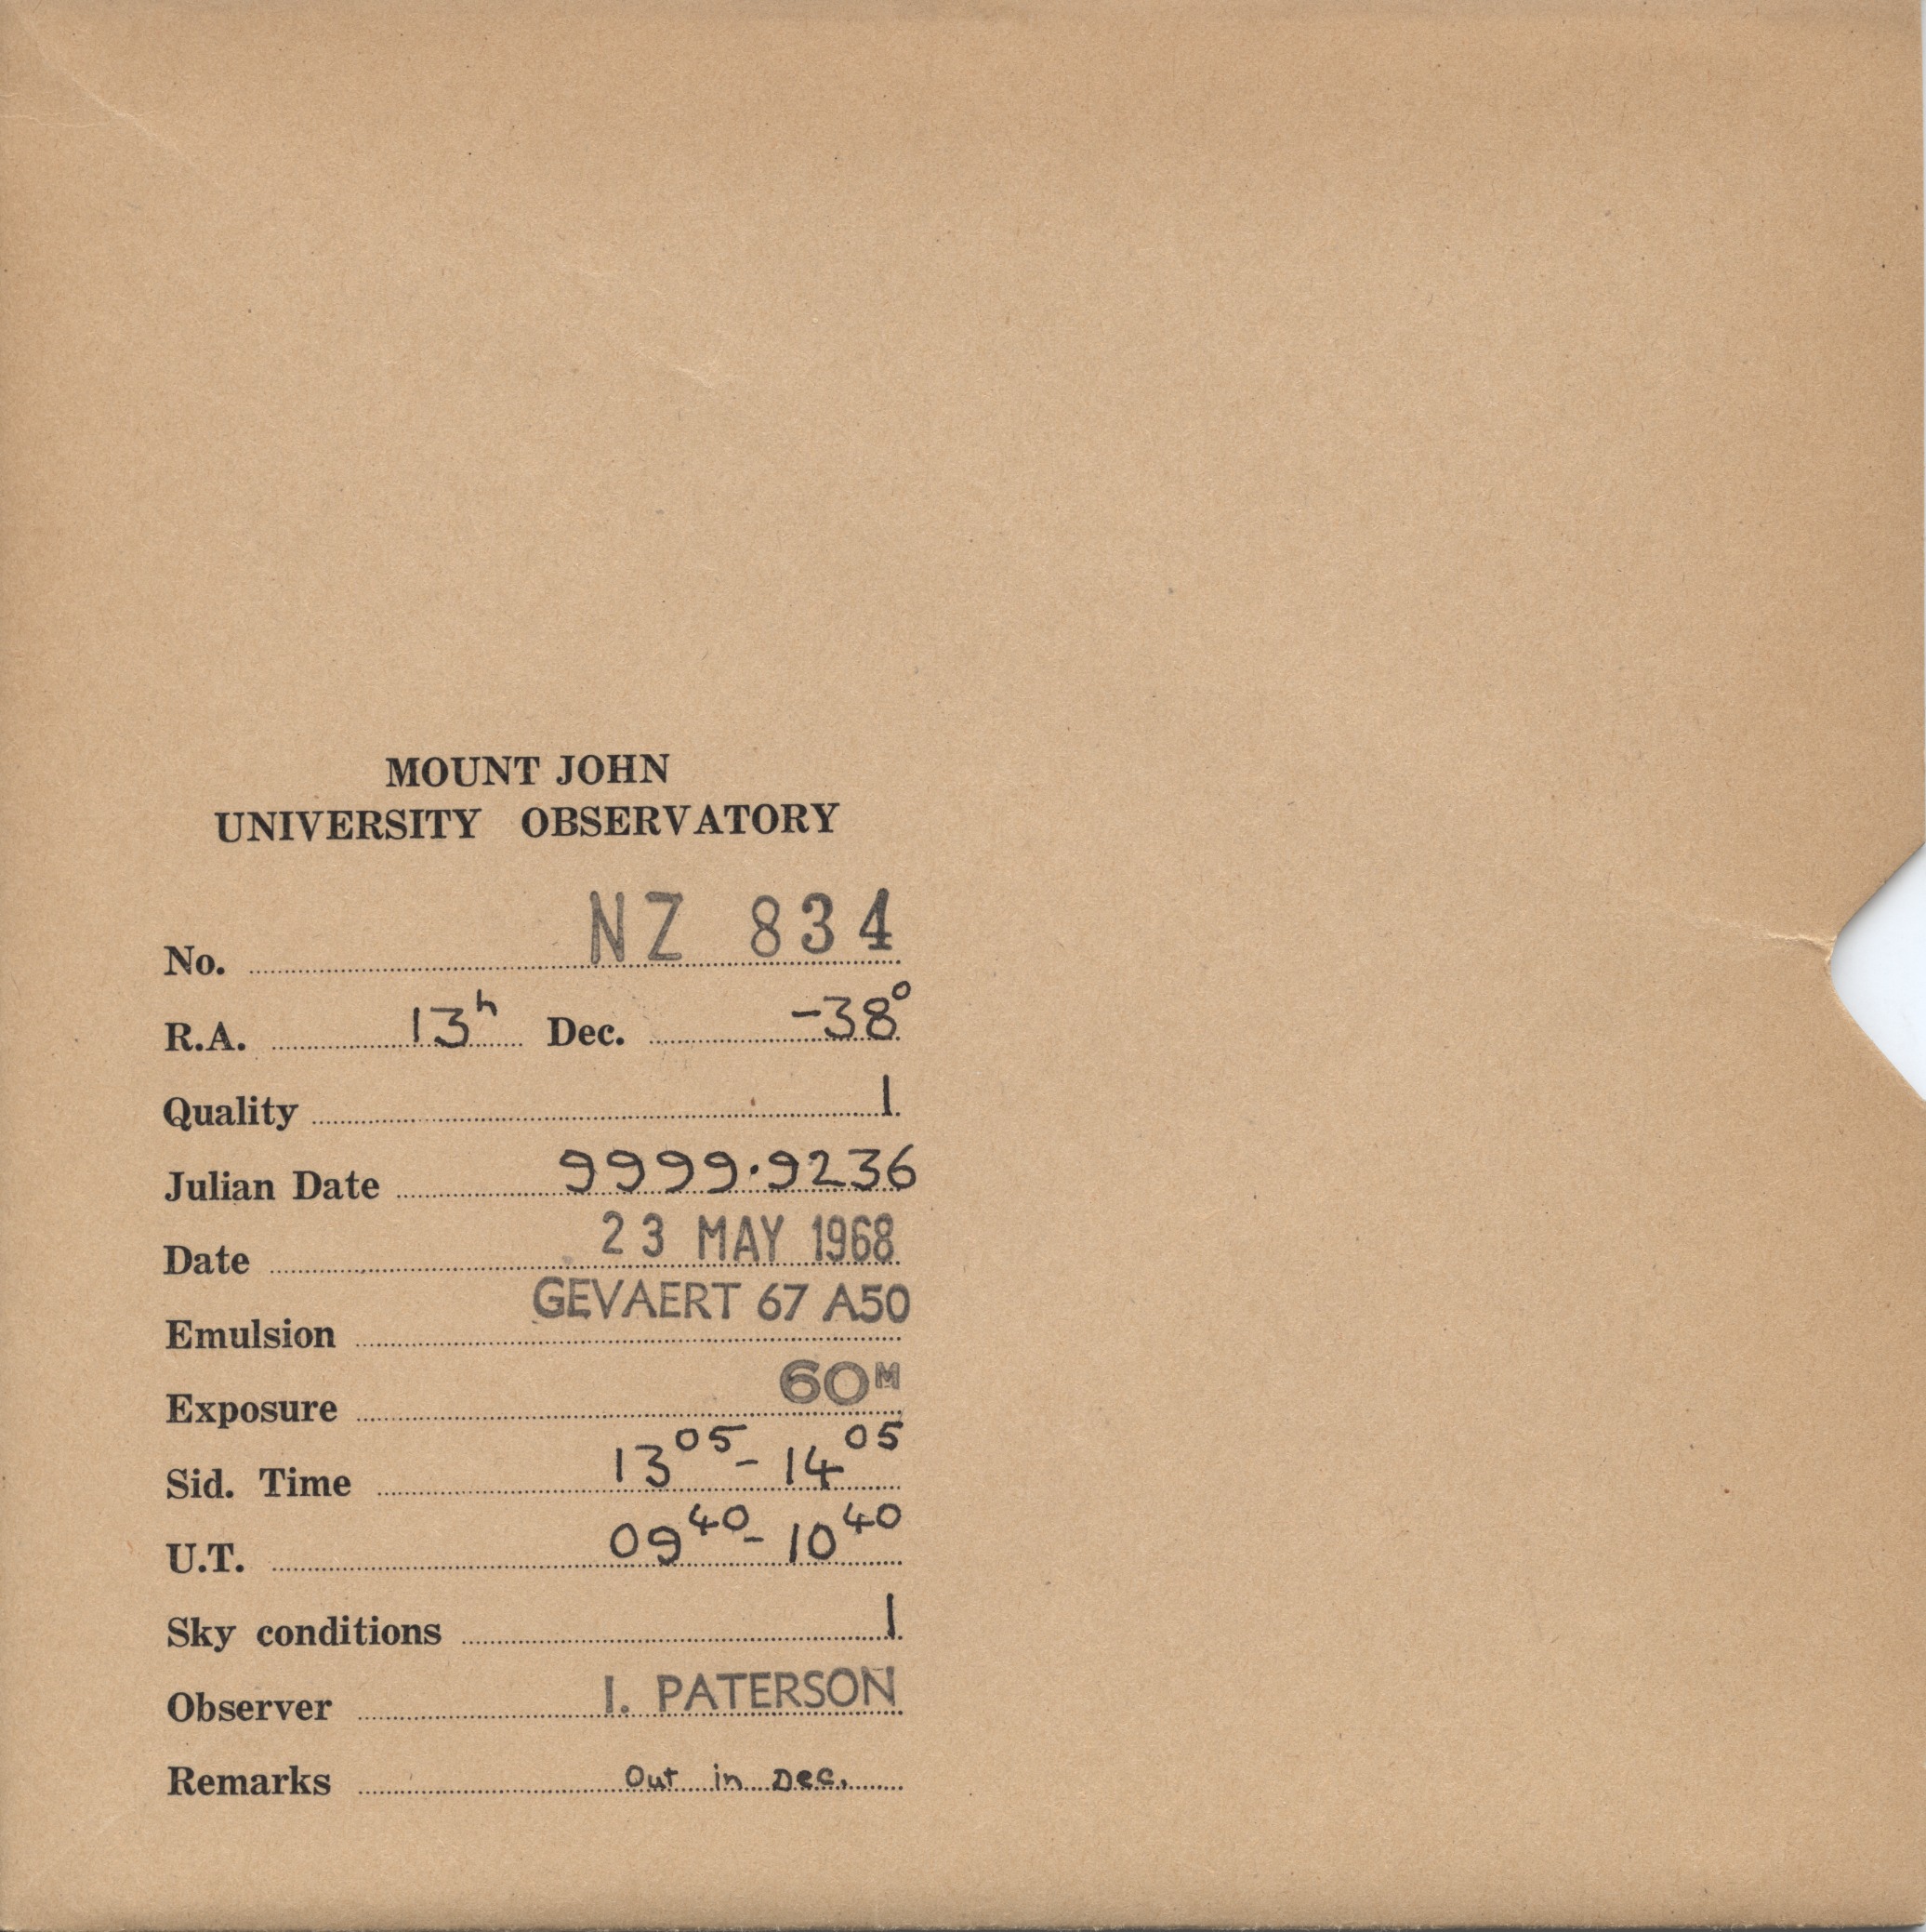 MOUNT JOHN
UNIVERSITY OBSERVATORY
No. NZ 834
R.A. 13h Dec. -38°
Quality 1
Julian Date 9999.9236
Date 23 MAY 1968
Emulsion GEVAERT 67 A50
Exposure 60M
Sid. Time 13 05 - 14 05
U.T. 09 40 - 10 40
Sky conditions 1
Observer I. PATERSON
Remarks Out in Dec.